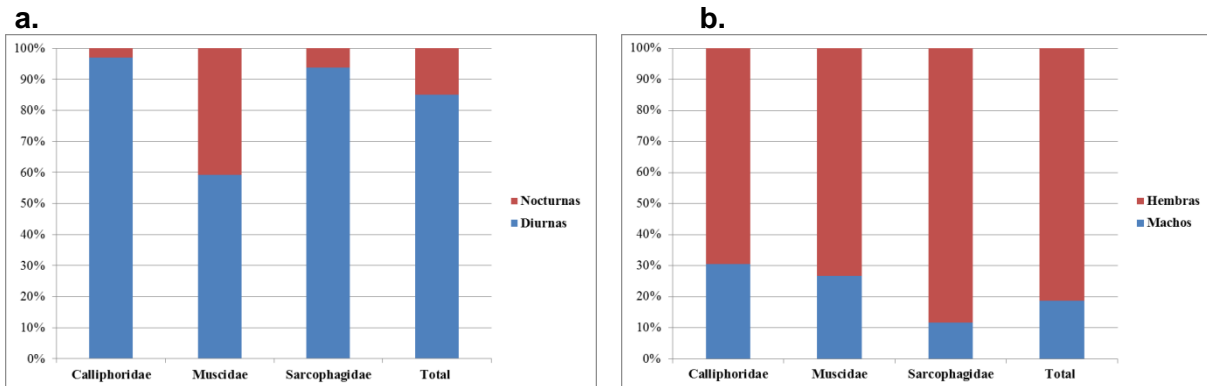 a.
100%
90%
80%
70%
60%
50%
40%
30%
20%
10%
0%
Calliphoridae Muscidae Sarcophagidae Total
Nocturnas
Diurnas
b.
100%
90%
80%
70%
60%
50%
40%
30%
20%
10%
0%
Calliphoridae Muscidae Sarcophagidae Total
Hembras
Machos